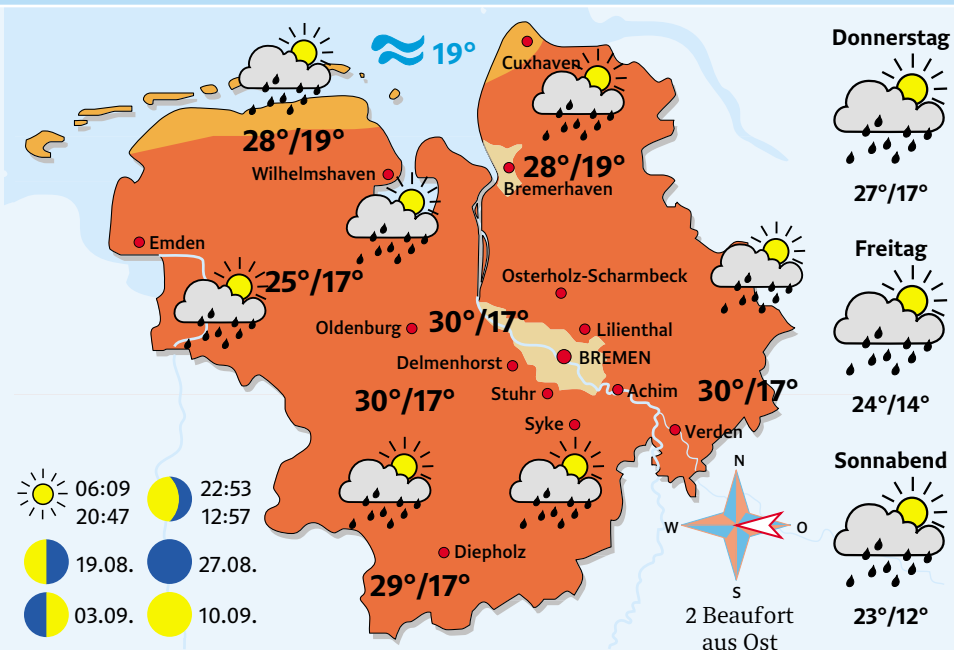 19°
Cuxhaven
28°/19°
28°/19°
Wilhelmshaven
Bremerhaven
Emden
25°/17°
Osterholz-Scharmbeck
Oldenburg
30°/17°
Lilienthal
Delmenhorst
BREMEN
30°/17°
Stuhr
Achim
30°/17°
Syke
Verden
Diepholz
29°/17°
06:09
20:47
22:53
12:57
19.08.
27.08.
03.09.
10.09.
N
W
O
S
2 Beaufort
aus Ost
Donnerstag
27°/17°
Freitag
24°/14°
Sonnabend
23°/12°